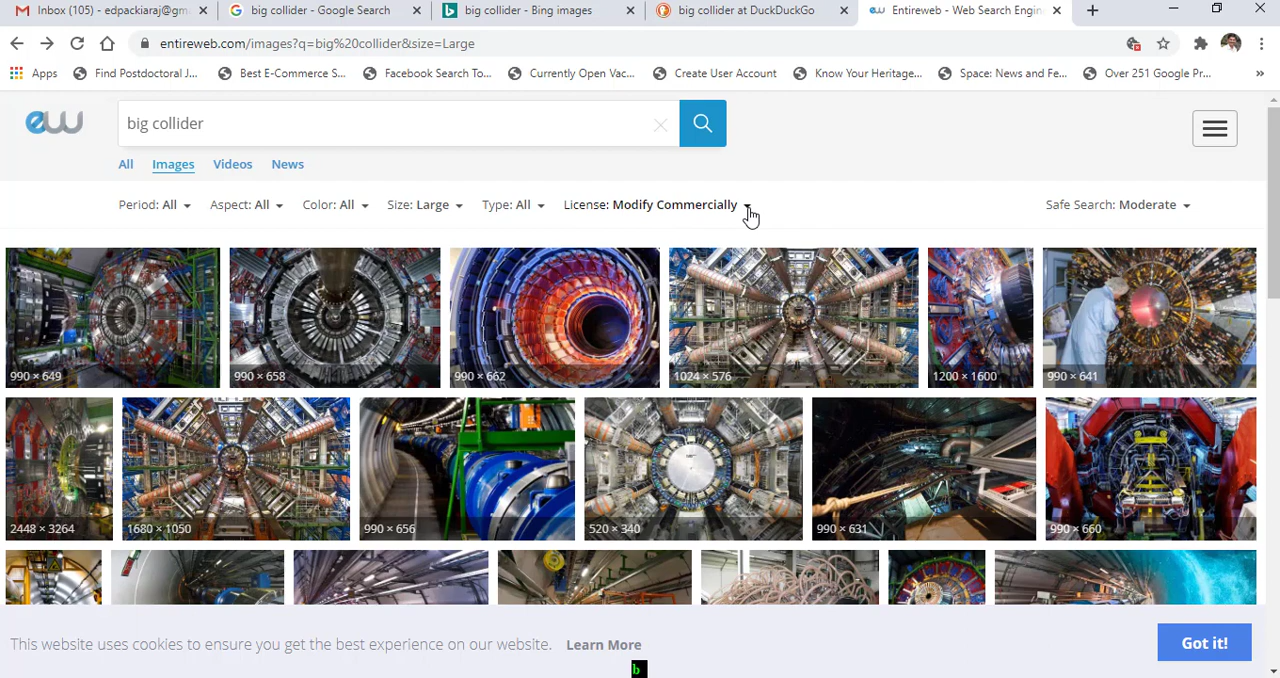 Inbox (105) - edpackiaraj@gm
big collider - Google Search
big collider - Bing images
big collider at DuckDuckGo
Entireweb - Web Search Engin
entireweb.com/images?q=big%20collider&size=Large
Apps
Find Postdoctoral J...
Best E-Commerce S...
Facebook Search To...
Currently Open Vac...
Create User Account
Know Your Heritage...
Space: News and Fe...
Over 251 Google Pr...
»
ew
big collider
All
Images
Videos
News
Period: All
Aspect: All
Color: All
Size: Large
Type: All
License: Modify Commercially
Safe Search: Moderate
990 × 649
990 × 658
990 × 662
1024 × 576
1200 × 1600
990 × 641
2448 × 3264
1680 × 1050
990 × 656
520 × 340
990 × 631
990 × 660
This website uses cookies to ensure you get the best experience on our website. Learn More
Got it!
b